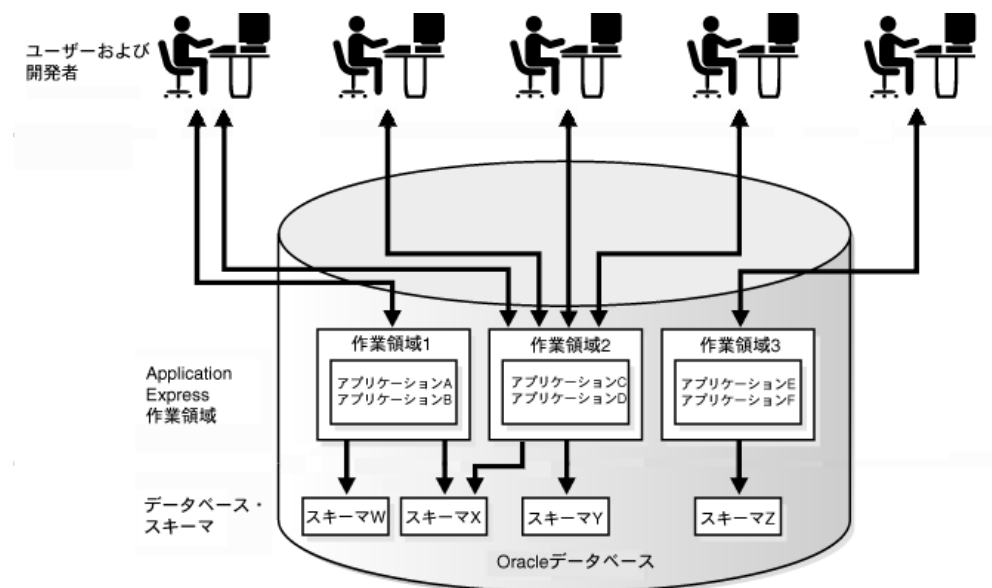 ユーザーおよび
開発者
作業領域1
作業領域2
作業領域3
アプリケーションA
アプリケーションB
アプリケーションC
アプリケーションD
アプリケーションE
アプリケーションF
Application
Express
作業領域
データベース・
スキーマ
スキーマW
スキーマX
スキーマY
スキーマZ
Oracleデータベース